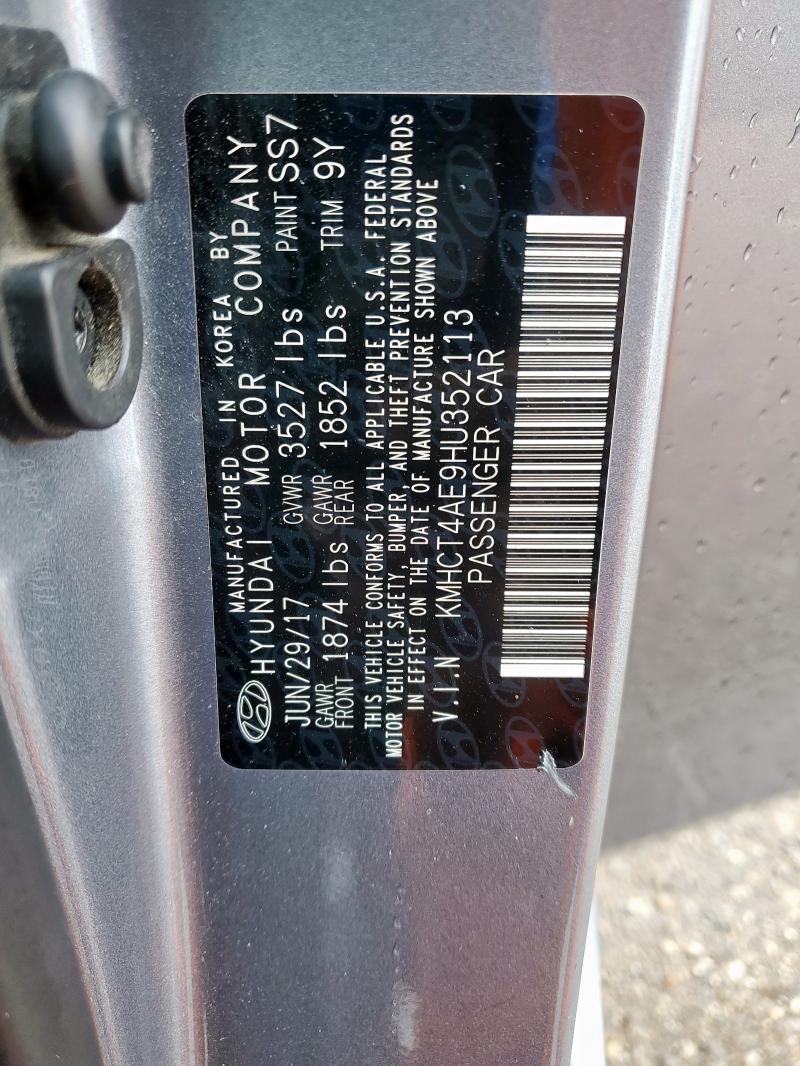 MANUFACTURED IN KOREA BY
HYUNDAI MOTOR COMPANY
JUN/29/17 GVWR 3527 lbs PAINT SS7
GAWR FRONT 1874 lbs GAWR REAR 1852 lbs TRIM 9Y
THIS VEHICLE CONFORMS TO ALL APPLICABLE U.S.A. FEDERAL
MOTOR VEHICLE SAFETY, BUMPER, AND THEFT PREVENTION STANDARDS
IN EFFECT ON THE DATE OF MANUFACTURE SHOWN ABOVE
V.I.N KMHCT4AE9HU352113
PASSENGER CAR